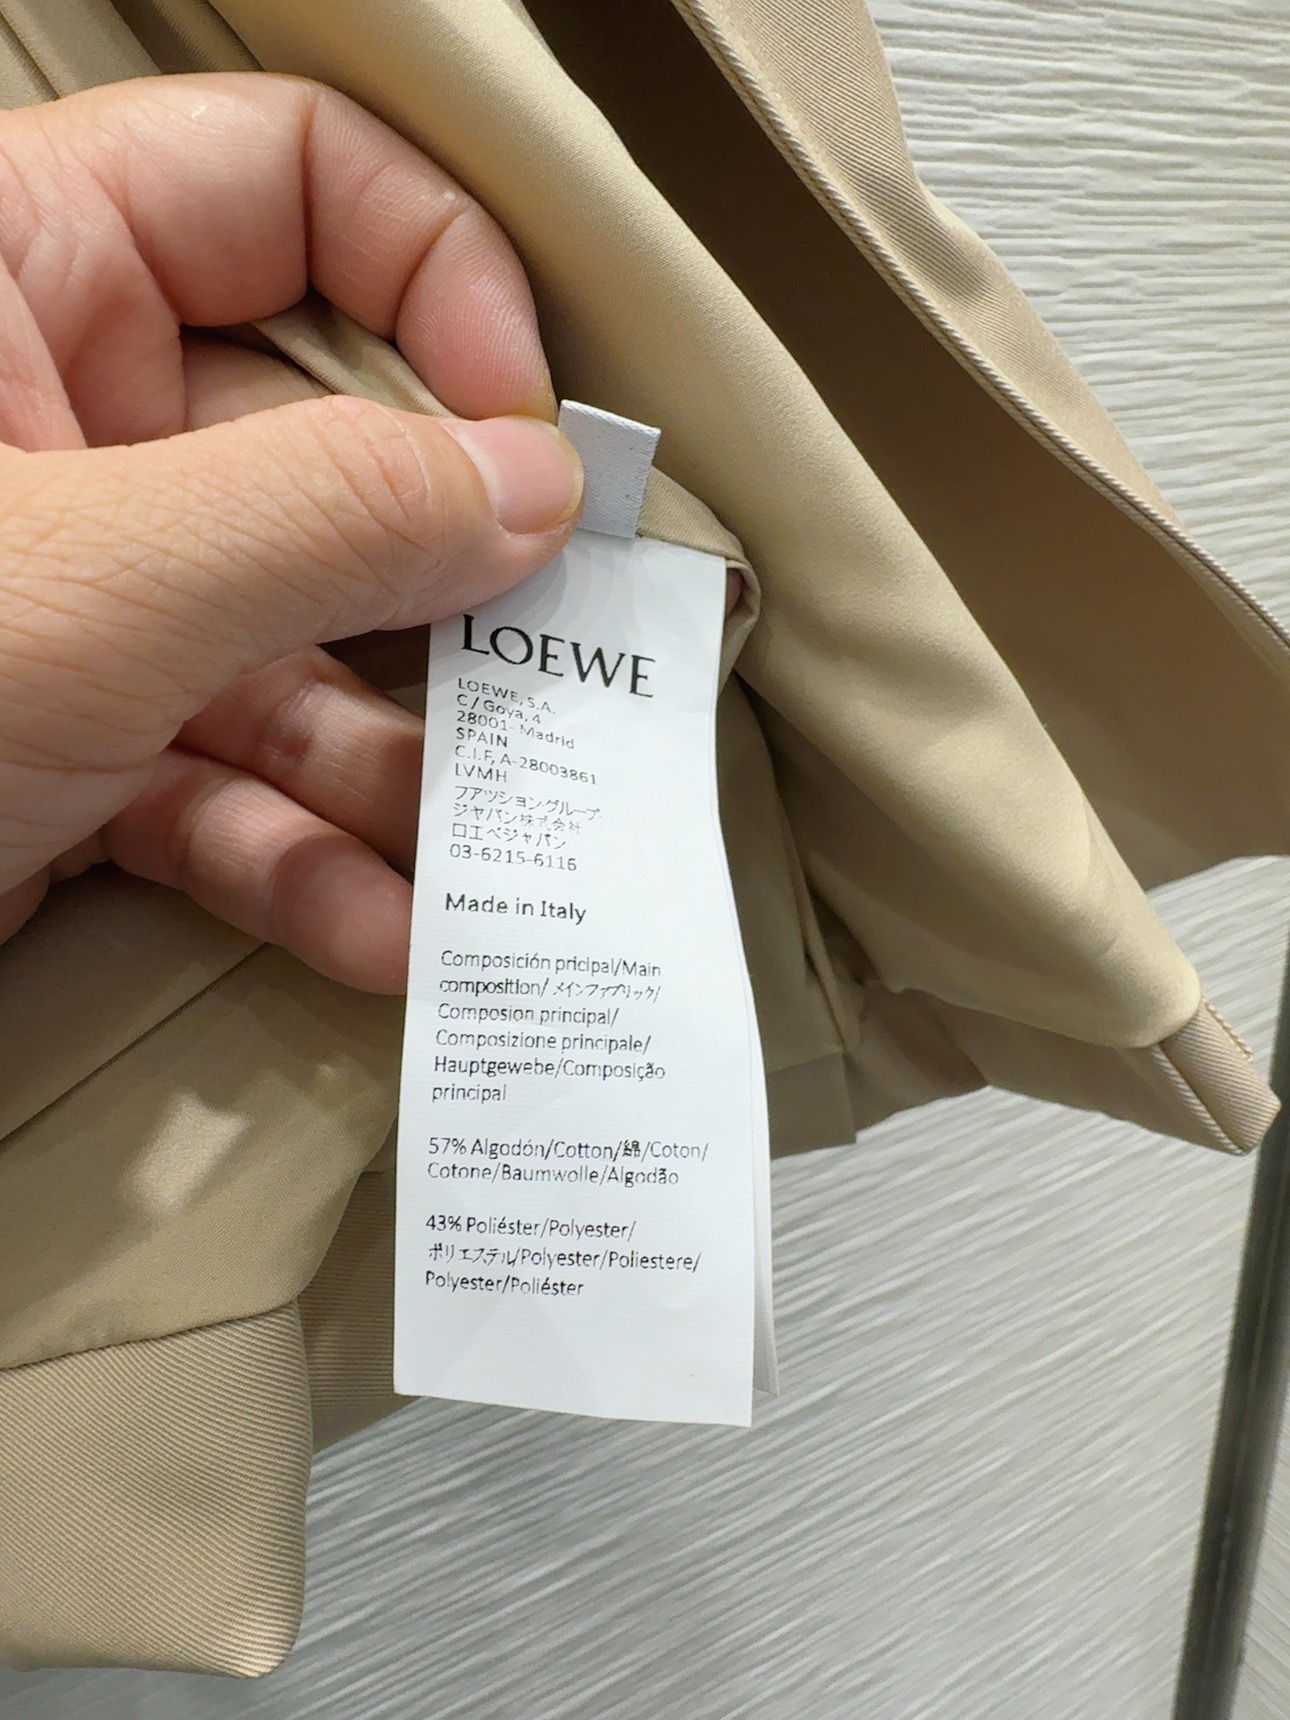 LOEWE
LOEWE, S.A.
C / Goya, 4
28001- Madrid
SPAIN
C.I.F, A-28003861
LVMH
フアツシヨングループ
ジヤパン株式会社
ロエベジャパン
03-6215-6116
Made in Italy
Composición pricipal/Main
composition/ メインファブリック/
Composion principal/
Composizione principale/
Hauptgewebe/Composição
principal
57% Algodón/Cotton/綿/Coton/
Cotone/Baumwolle/Algodão
43% Poliéster/Polyester/
ポリエステル/Polyester/Poliestere/
Polyester/Poliéster